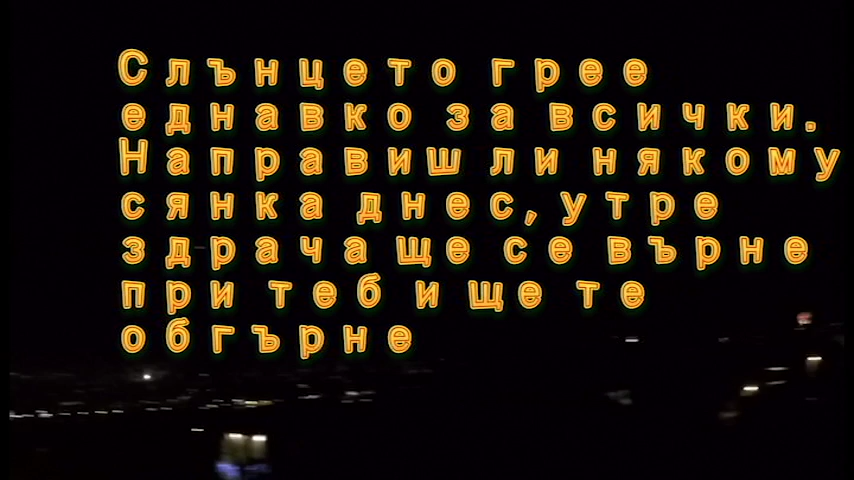 Слънцето грее
еднавко за всички.
Направиш ли някому
сянка днес,утре
здрача ще се върне
при теб и ще те
обгърне